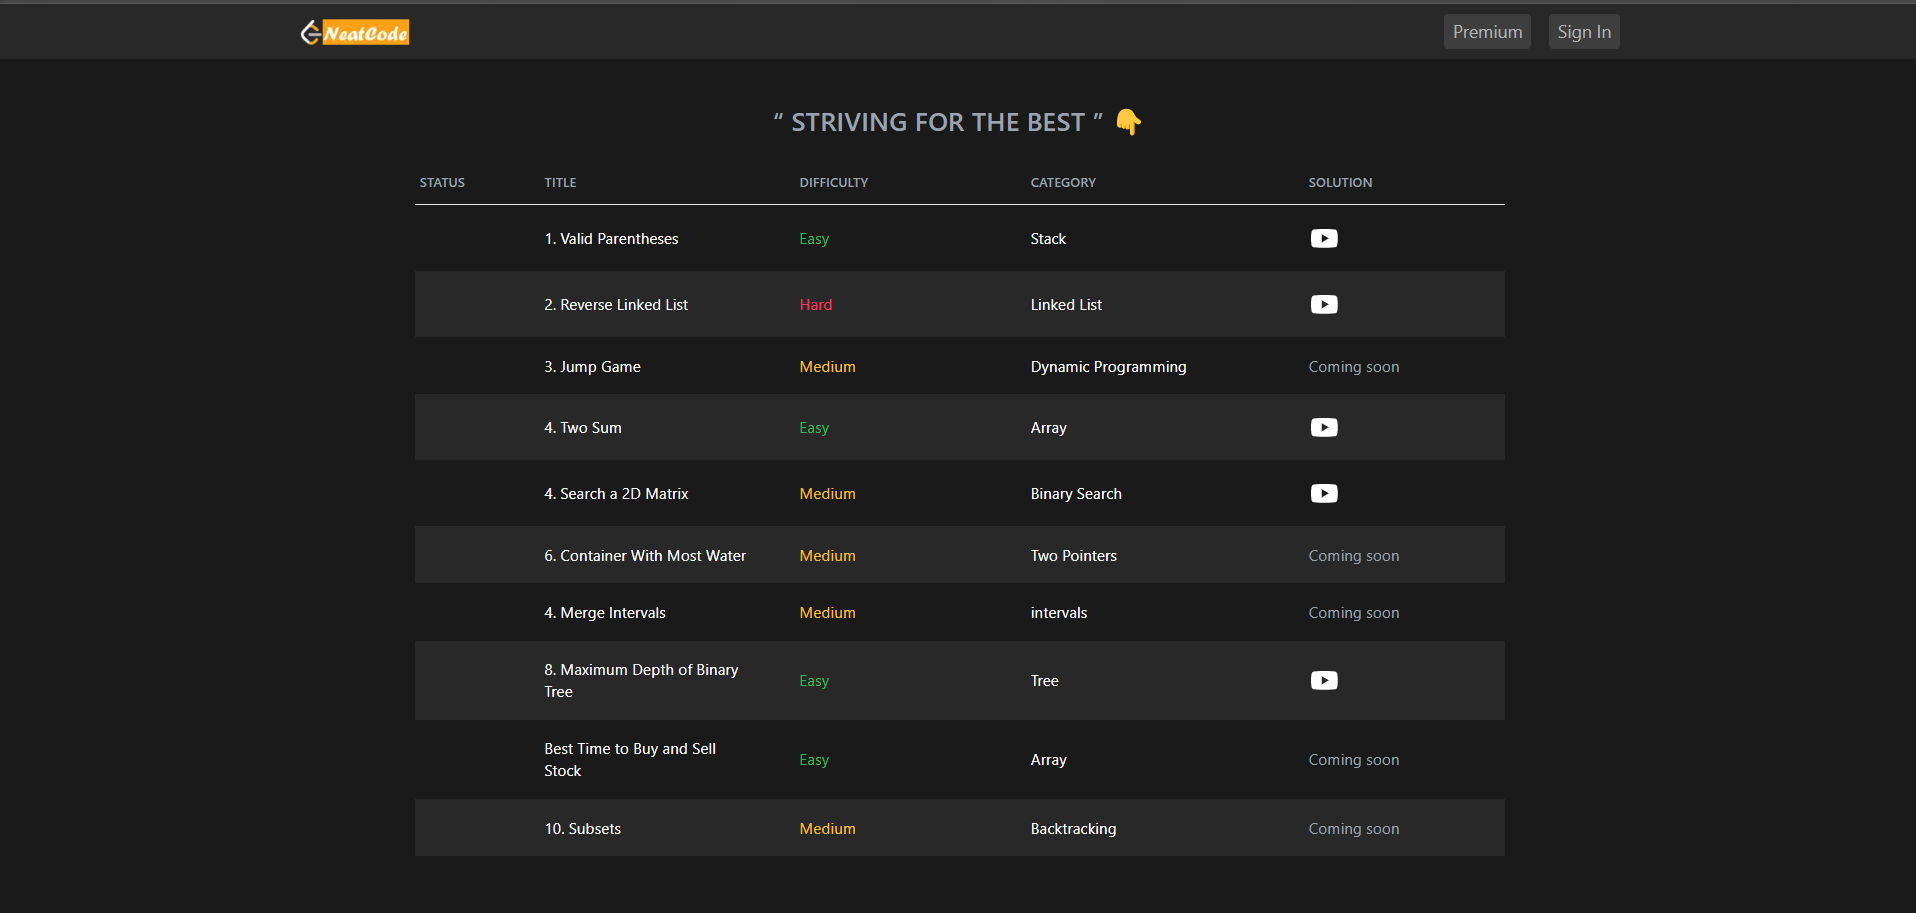 NeatCode
Premium
Sign In
“ STRIVING FOR THE BEST ” 👇
STATUS TITLE DIFFICULTY CATEGORY SOLUTION
1. Valid Parentheses Easy Stack
2. Reverse Linked List Hard Linked List
3. Jump Game Medium Dynamic Programming Coming soon
4. Two Sum Easy Array
4. Search a 2D Matrix Medium Binary Search
6. Container With Most Water Medium Two Pointers Coming soon
4. Merge Intervals Medium intervals Coming soon
8. Maximum Depth of Binary
Tree Easy Tree
Best Time to Buy and Sell
Stock Easy Array Coming soon
10. Subsets Medium Backtracking Coming soon